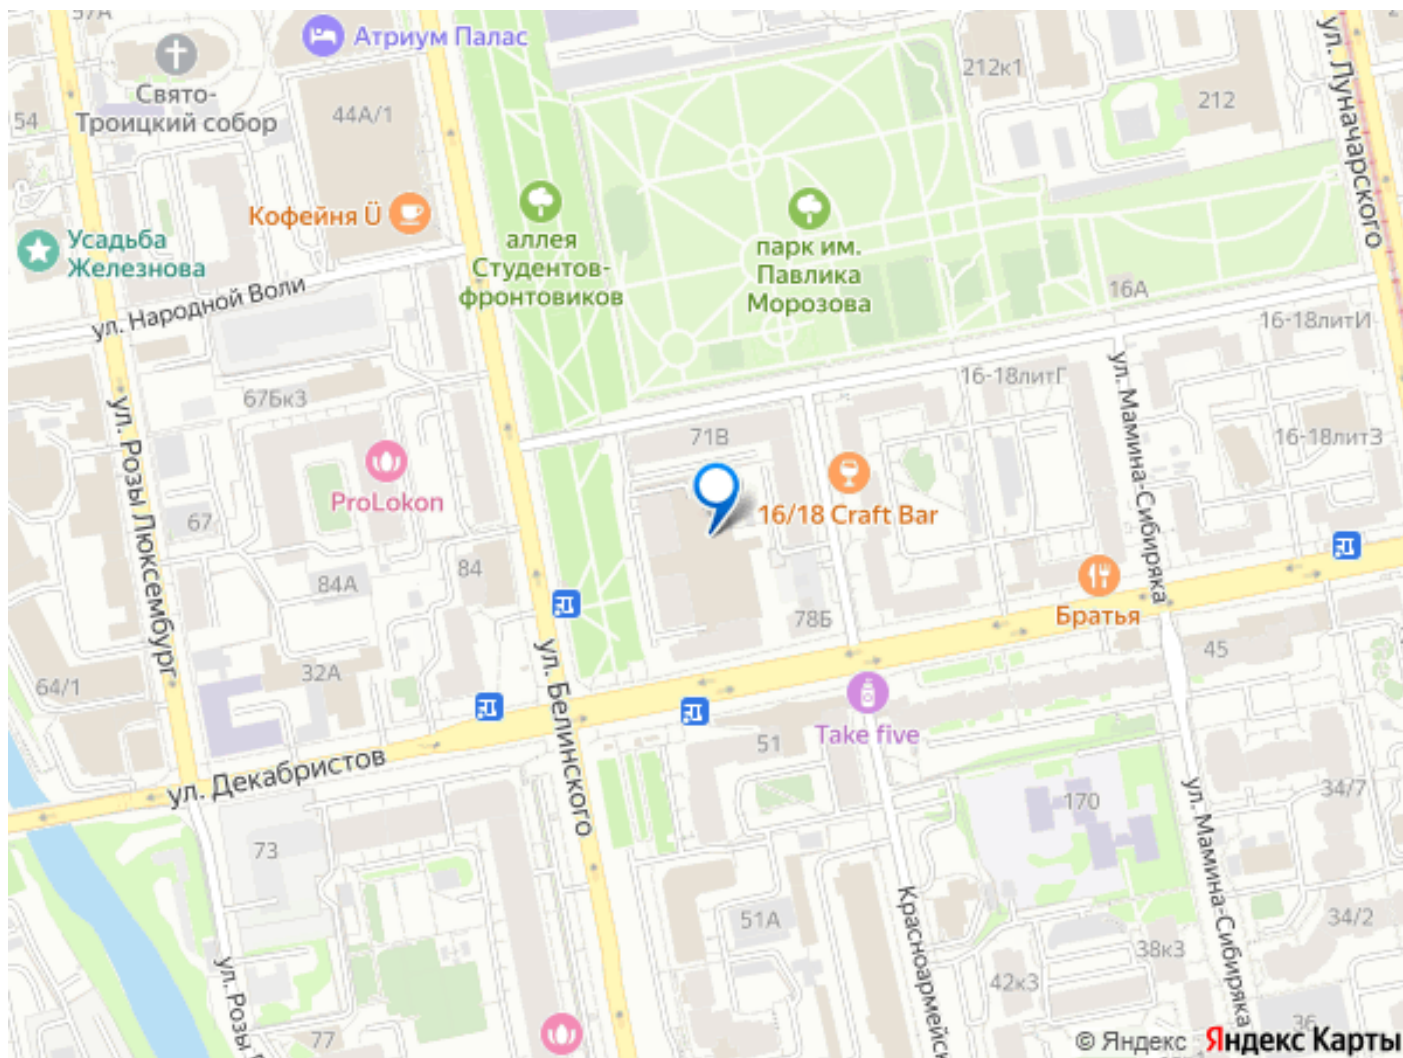 57А
Атриум Палас
Свято-
Троицкий собор
54
44А/1
212к1
212
ул. Луначарского
Кофейня Ü
Усадьба
Железнова
аллея
Студентов-
фронтовиков
парк им.
Павлика
Морозова
ул. Народной Воли
16А
16-18литИ
67Бк3
16-18литГ
ул. Розы Люксембург
ул. Мамина-Сибиряка
71В
16-18литЗ
ProLokon
16/18 Craft Bar
67
84А
84
78Б
Братья
45
64/1
32А
ул. Белинского
Take five
51
ул. Декабристов
170
34/7
ул. Мамина-Сибиряка
73
51А
Красноармейс
34/2
38к3
42к3
ул. Розы
77
36
© Яндекс Яндекс Карты